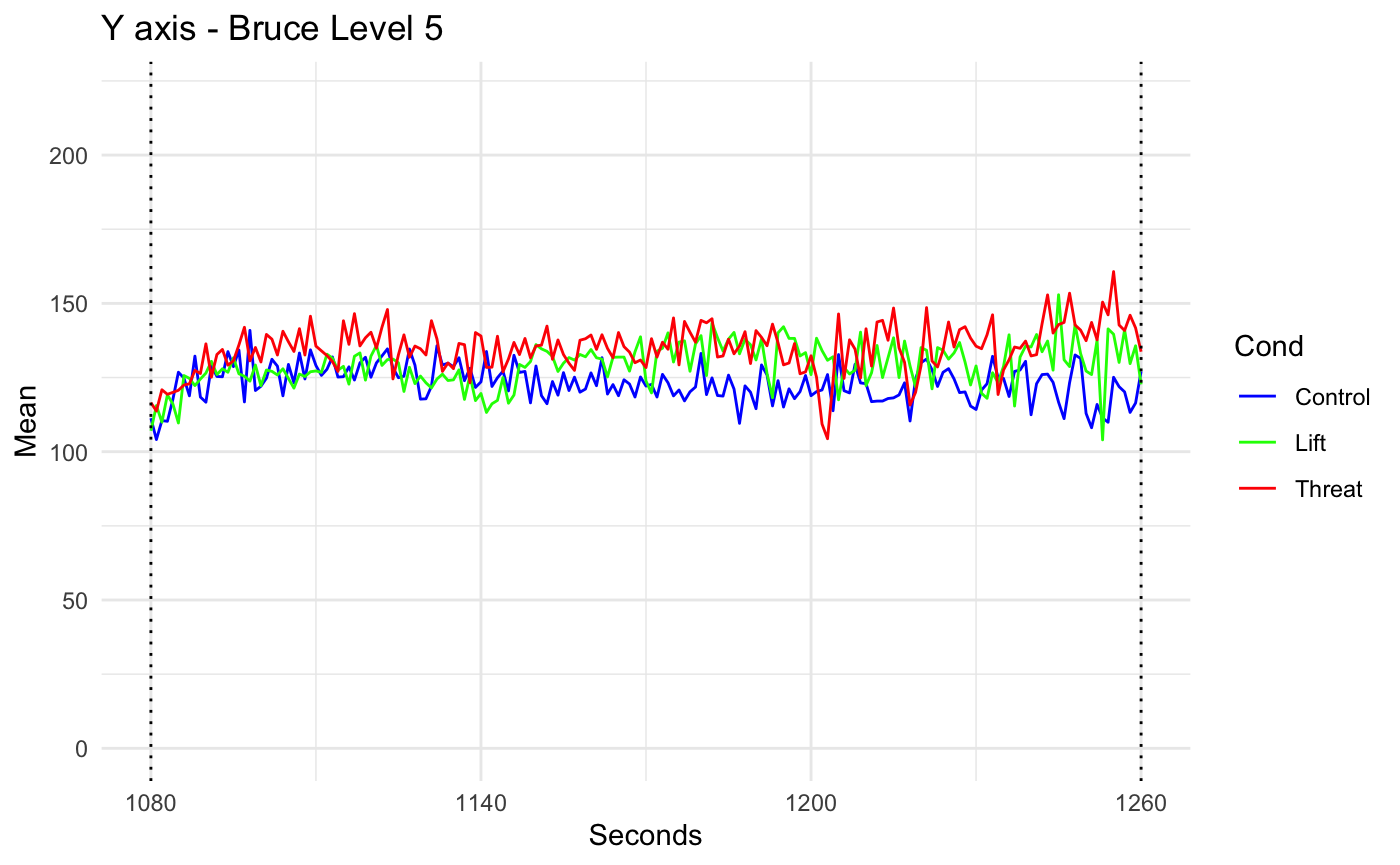 Y axis - Bruce Level 5
200
150
100
50
0
Mean
1080
1140
1200
1260
Seconds
Cond
Control
Lift
Threat